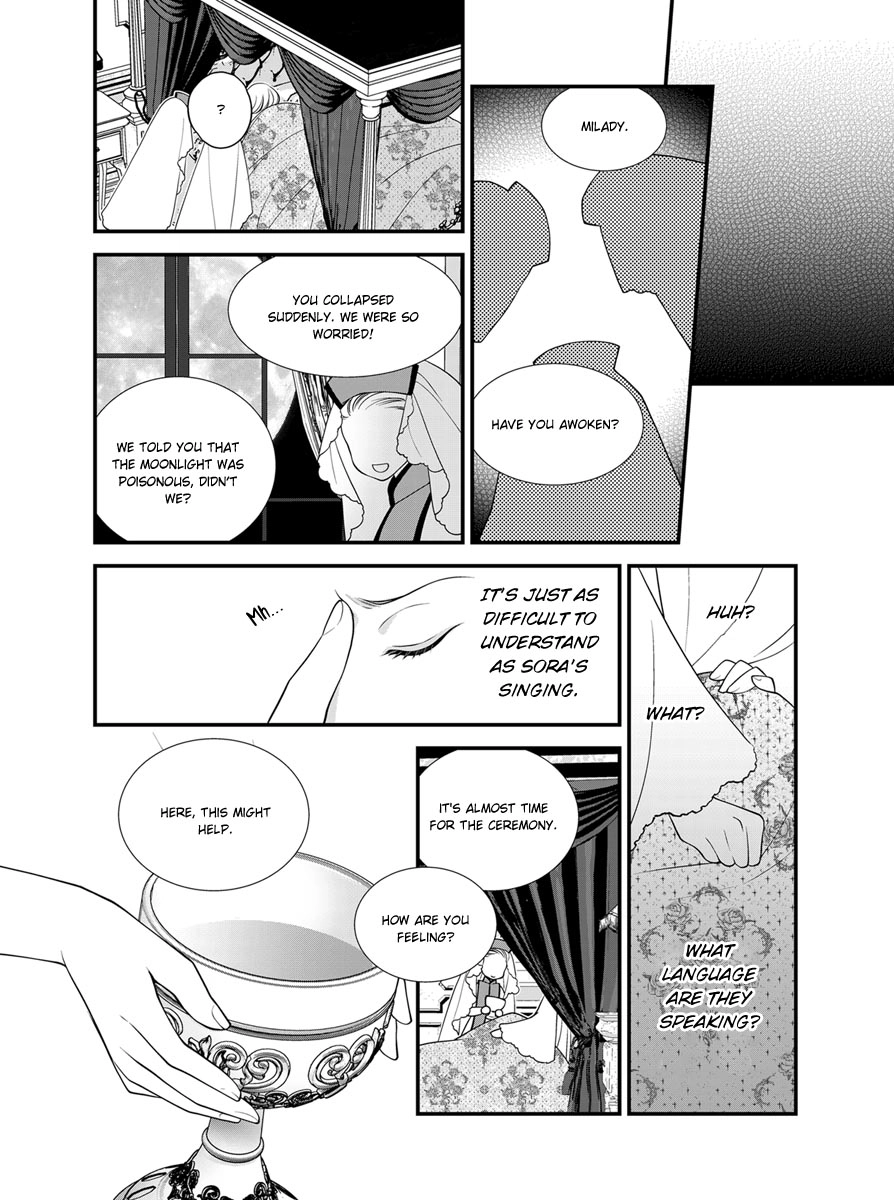 MILADY.
HAVE YOU AWOKEN?
?
YOU COLLAPSED
SUDDENLY. WE WERE SO
WORRIED!
WE TOLD YOU THAT
THE MOONLIGHT WAS
POISONOUS, DIDN'T
WE?
HUH?
WHAT?
WHAT
LANGUAGE
ARE THEY
SPEAKING?
IT'S JUST AS
DIFFICULT TO
UNDERSTAND
AS SORA'S
SINGING.
Mh...
IT'S ALMOST TIME
FOR THE CEREMONY.
HOW ARE YOU
FEELING?
HERE, THIS MIGHT
HELP.